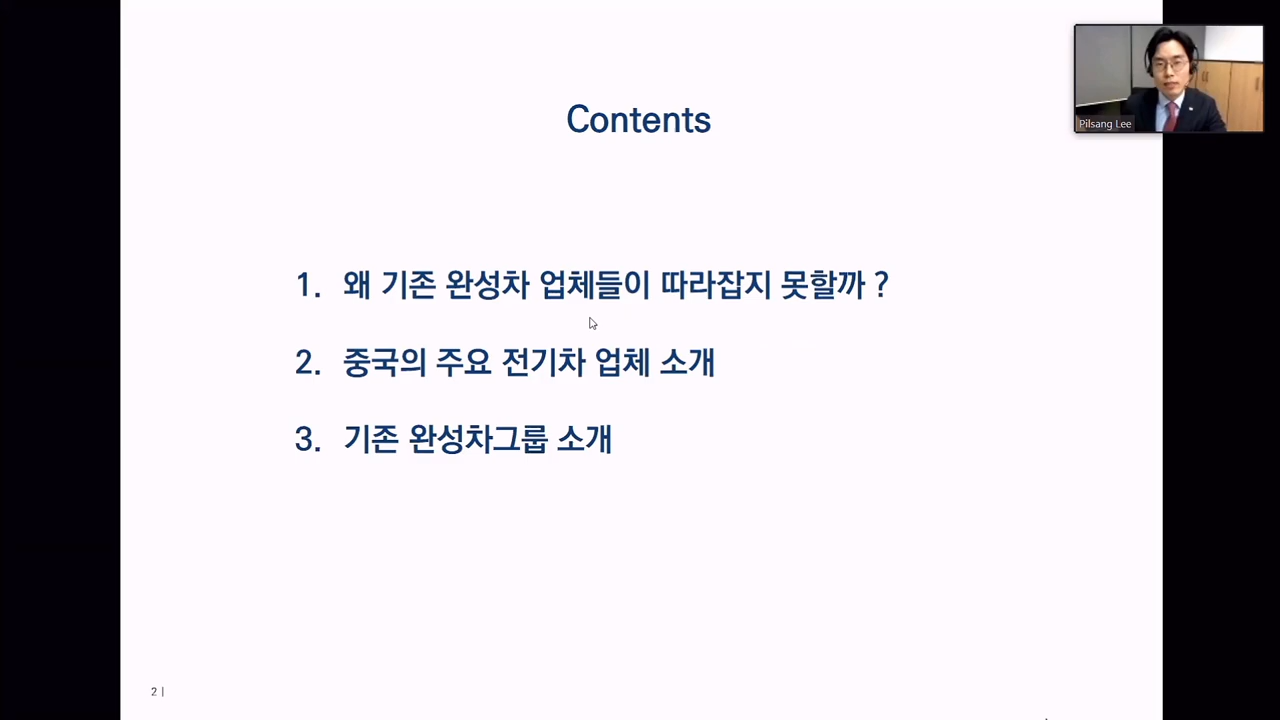 Contents
Pilsang Lee
1. 왜 기존 완성차 업체들이 따라잡지 못할까 ?
2. 중국의 주요 전기차 업체 소개
3. 기존 완성차그룹 소개
2 |